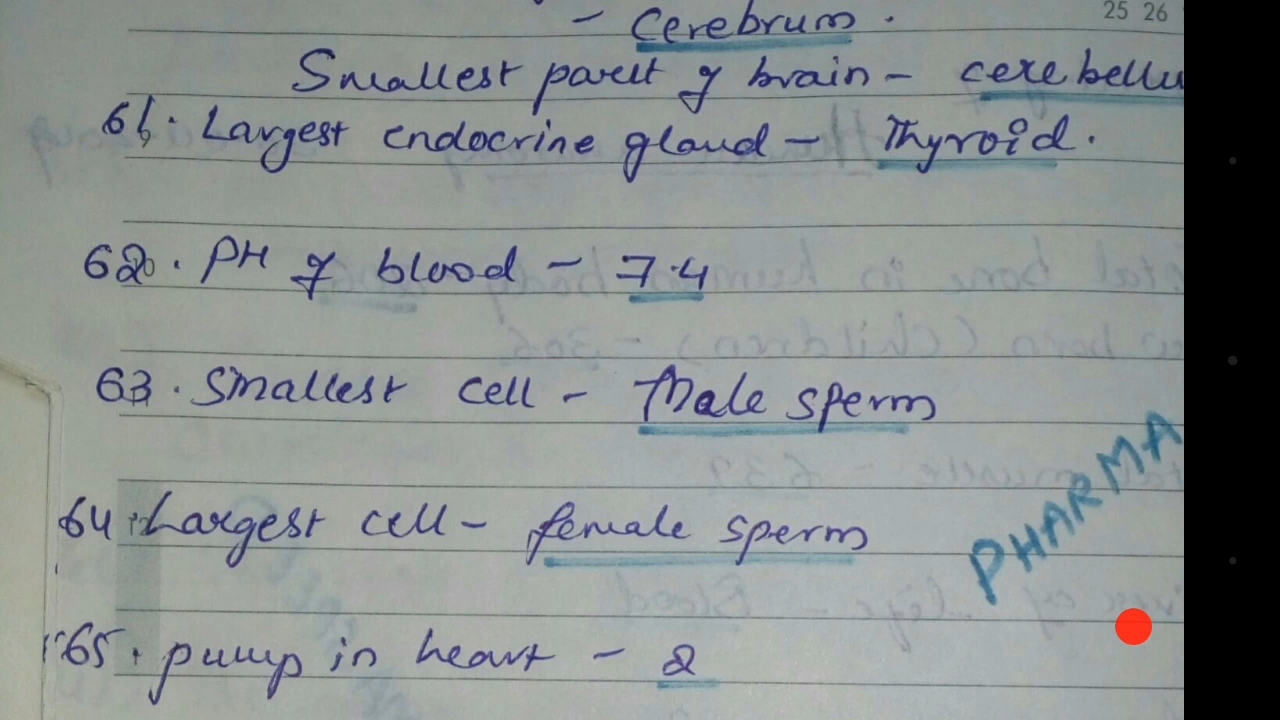 25 26
- Cerebrum.
Smallest part of brain - cerebellu
61. Largest endocrine gland - Thyroid.
62. PH of blood - 7.4
63. Smallest cell - Male sperm
64. Largest cell - female sperm
PHARMA
65. pump in heart - 2